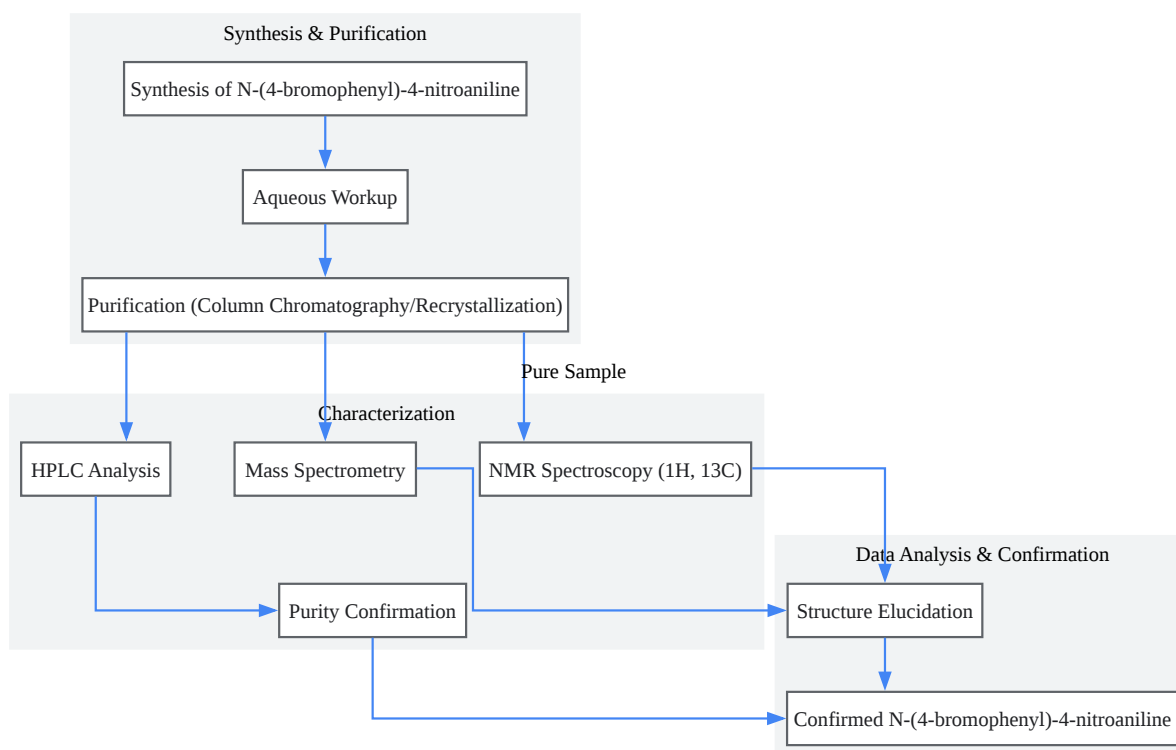 Synthesis & Purification
Synthesis of N-(4-bromophenyl)-4-nitroaniline
Aqueous Workup
Purification (Column Chromatography/Recrystallization)
Pure Sample
Characterization
HPLC Analysis
Mass Spectrometry
NMR Spectroscopy (1H, 13C)
Data Analysis & Confirmation
Purity Confirmation
Structure Elucidation
Confirmed N-(4-bromophenyl)-4-nitroaniline